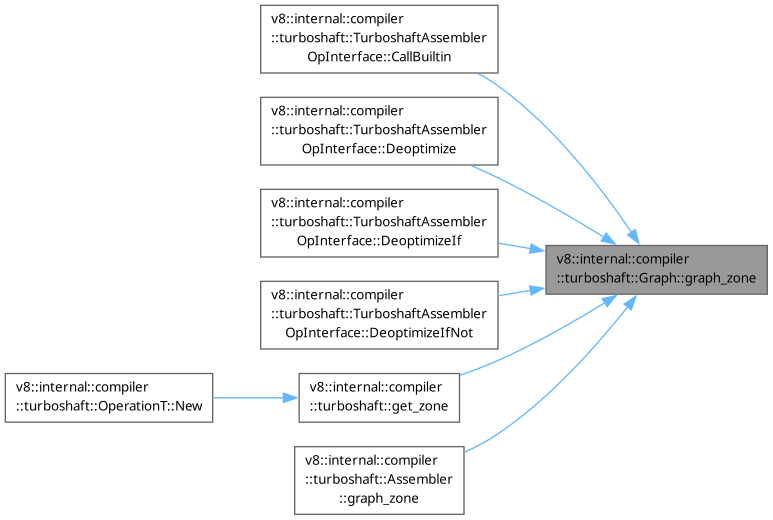 v8::internal::compiler
::turboshaft::TurboshaftAssembler
OpInterface::CallBuiltin
v8::internal::compiler
::turboshaft::TurboshaftAssembler
OpInterface::Deoptimize
v8::internal::compiler
::turboshaft::TurboshaftAssembler
OpInterface::DeoptimizeIf
v8::internal::compiler
::turboshaft::Graph::graph_zone
v8::internal::compiler
::turboshaft::TurboshaftAssembler
OpInterface::DeoptimizeIfNot
v8::internal::compiler
::turboshaft::OperationT::New
v8::internal::compiler
::turboshaft::get_zone
v8::internal::compiler
::turboshaft::Assembler
::graph_zone